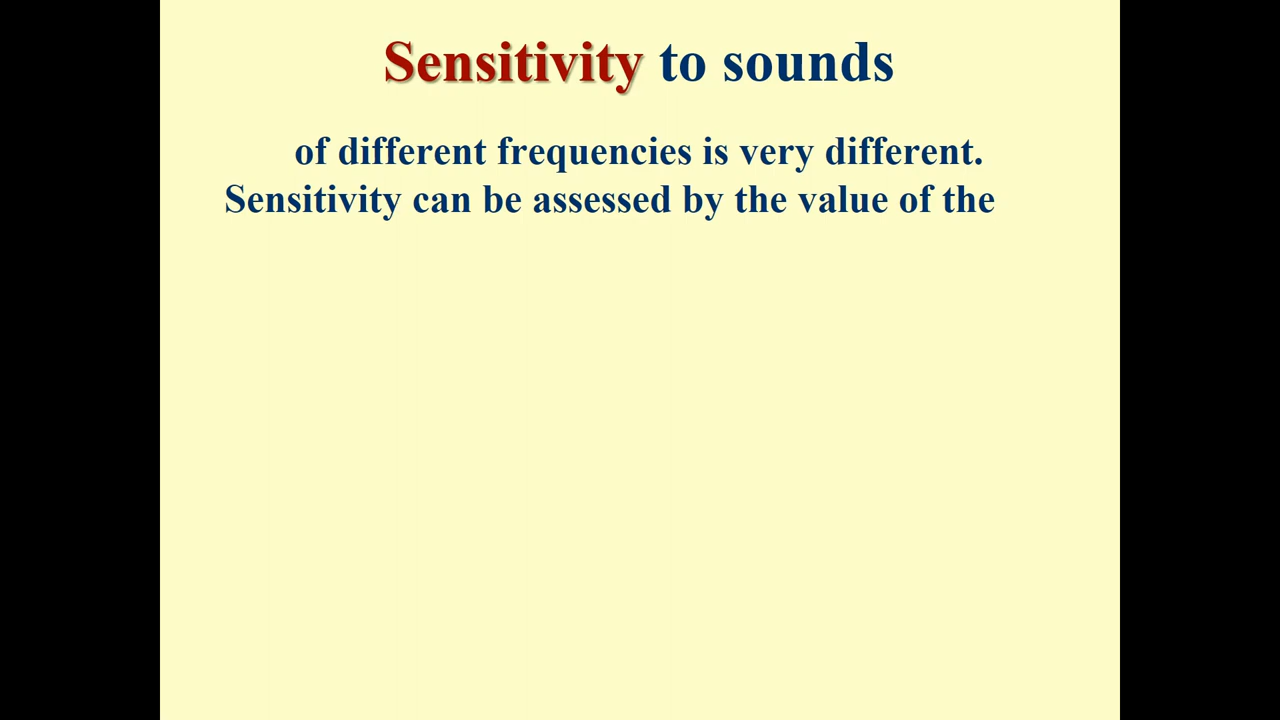 Sensitivity to sounds
of different frequencies is very different.
Sensitivity can be assessed by the value of the